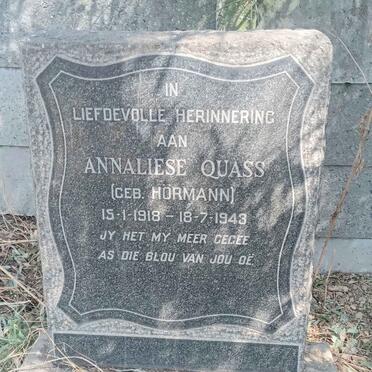 IN
LIEFDEVOLLE HERINNERING
AAN
ANNALIESE QUASS
(GEB. HÖRMANN)
15-1-1918 — 18-7-1943
JY HET MY MEER GEGEE
AS DIE BLOU VAN JOU OË